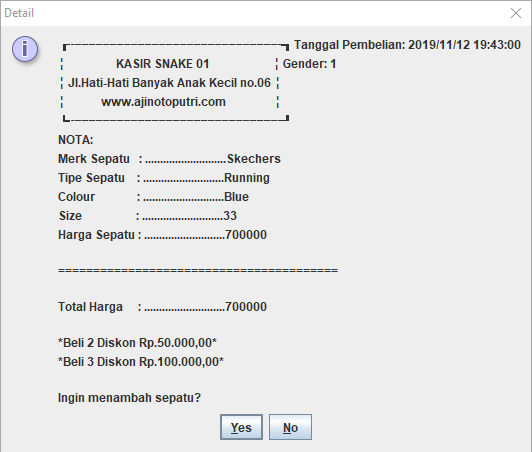 Detail
Tanggal Pembelian: 2019/11/12 19:43:00
KASIR SNAKE 01
Gender: 1
Jl.Hati-Hati Banyak Anak Kecil no.06
www.ajinotoputri.com
NOTA:
Merk Sepatu : ...........................Skechers
Tipe Sepatu : ...........................Running
Colour : ...........................Blue
Size : ...........................33
Harga Sepatu : ...........................700000
========================================
Total Harga : ...........................700000
*Beli 2 Diskon Rp.50.000,00*
*Beli 3 Diskon Rp.100.000,00*
Ingin menambah sepatu?
Yes No